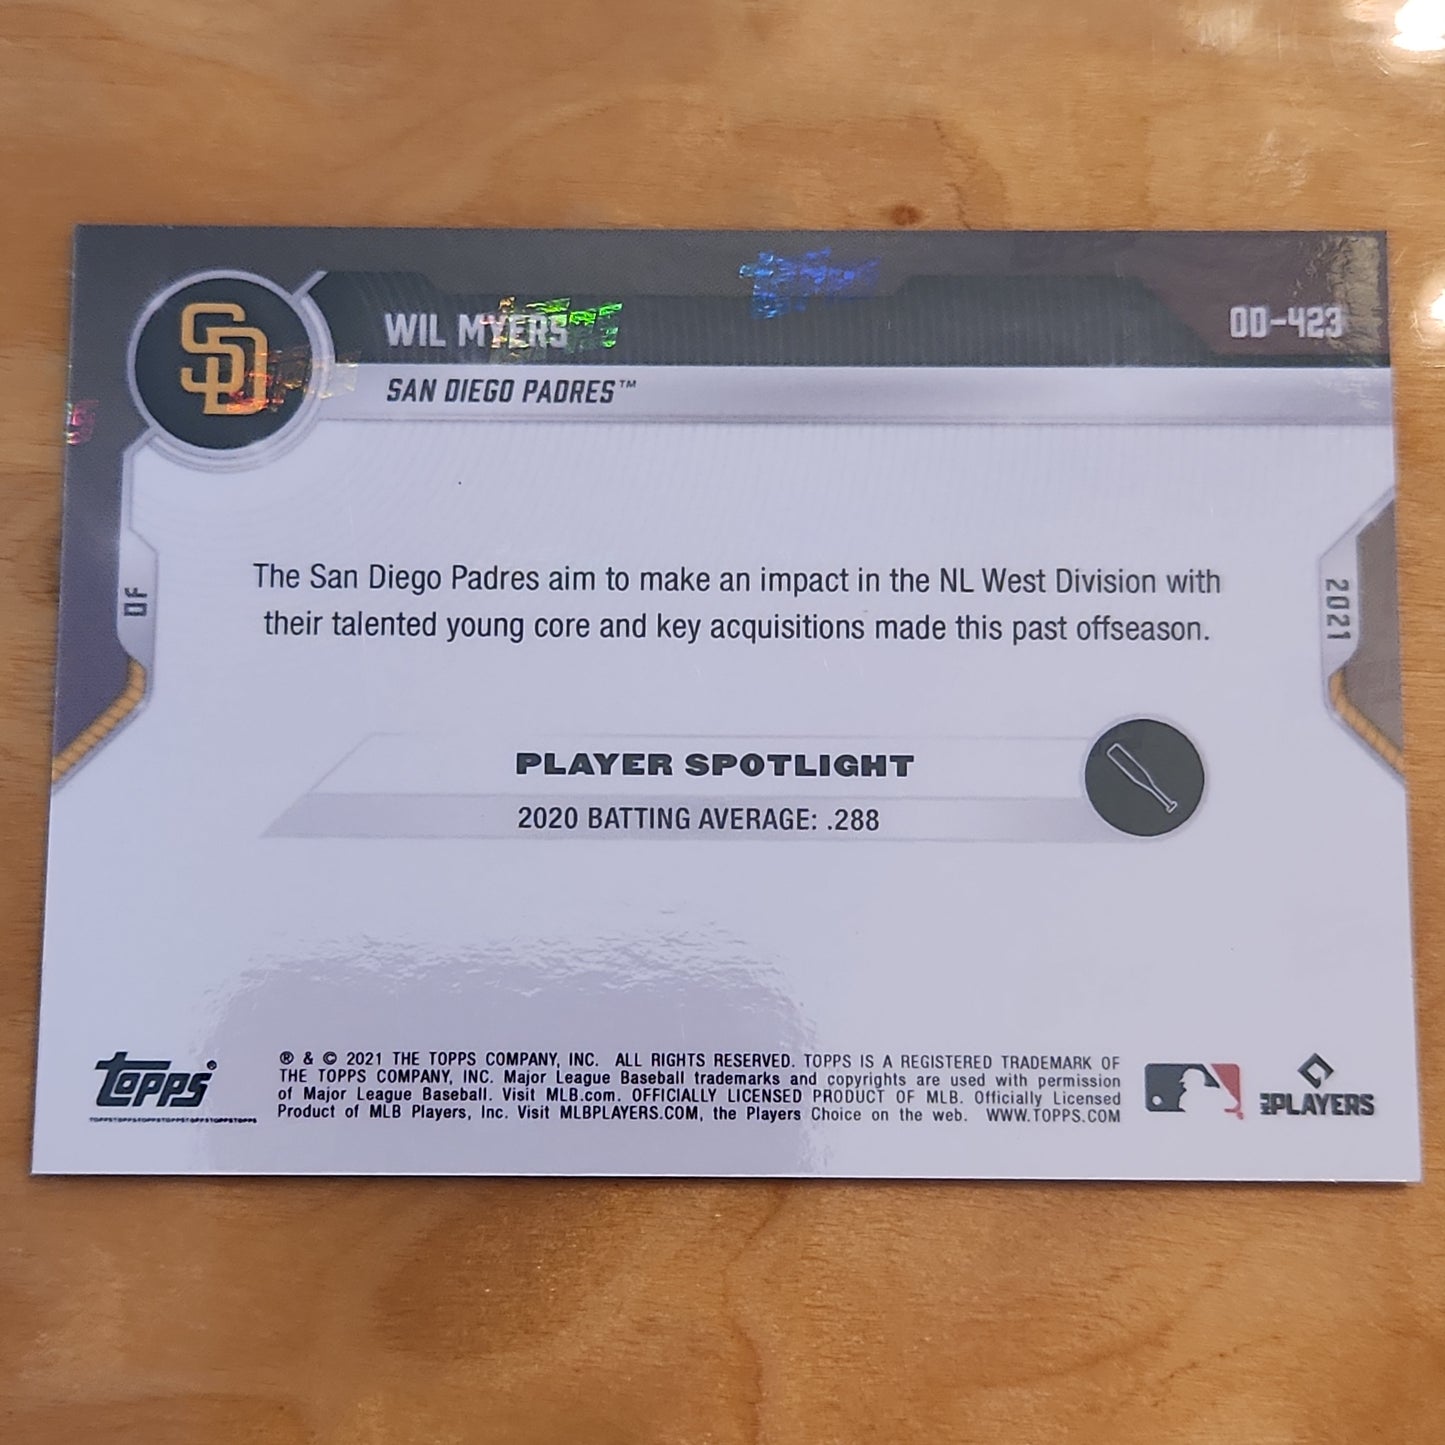 SD
WIL MYERS
OD-423
SAN DIEGO PADRES™
OF
2021
The San Diego Padres aim to make an impact in the NL West Division with
their talented young core and key acquisitions made this past offseason.
PLAYER SPOTLIGHT
2020 BATTING AVERAGE: .288
TOPPS®
TOPPSTOPPSTOPPSTOPPSTOPPSTOPPSTOPPS
® & © 2021 THE TOPPS COMPANY, INC. ALL RIGHTS RESERVED. TOPPS IS A REGISTERED TRADEMARK OF
THE TOPPS COMPANY, INC. Major League Baseball trademarks and copyrights are used with permission
of Major League Baseball. Visit MLB.com. OFFICIALLY LICENSED PRODUCT OF MLB. Officially Licensed
Product of MLB Players, Inc. Visit MLBPLAYERS.COM, the Players Choice on the web. WWW.TOPPS.COM
MLBPLAYERS